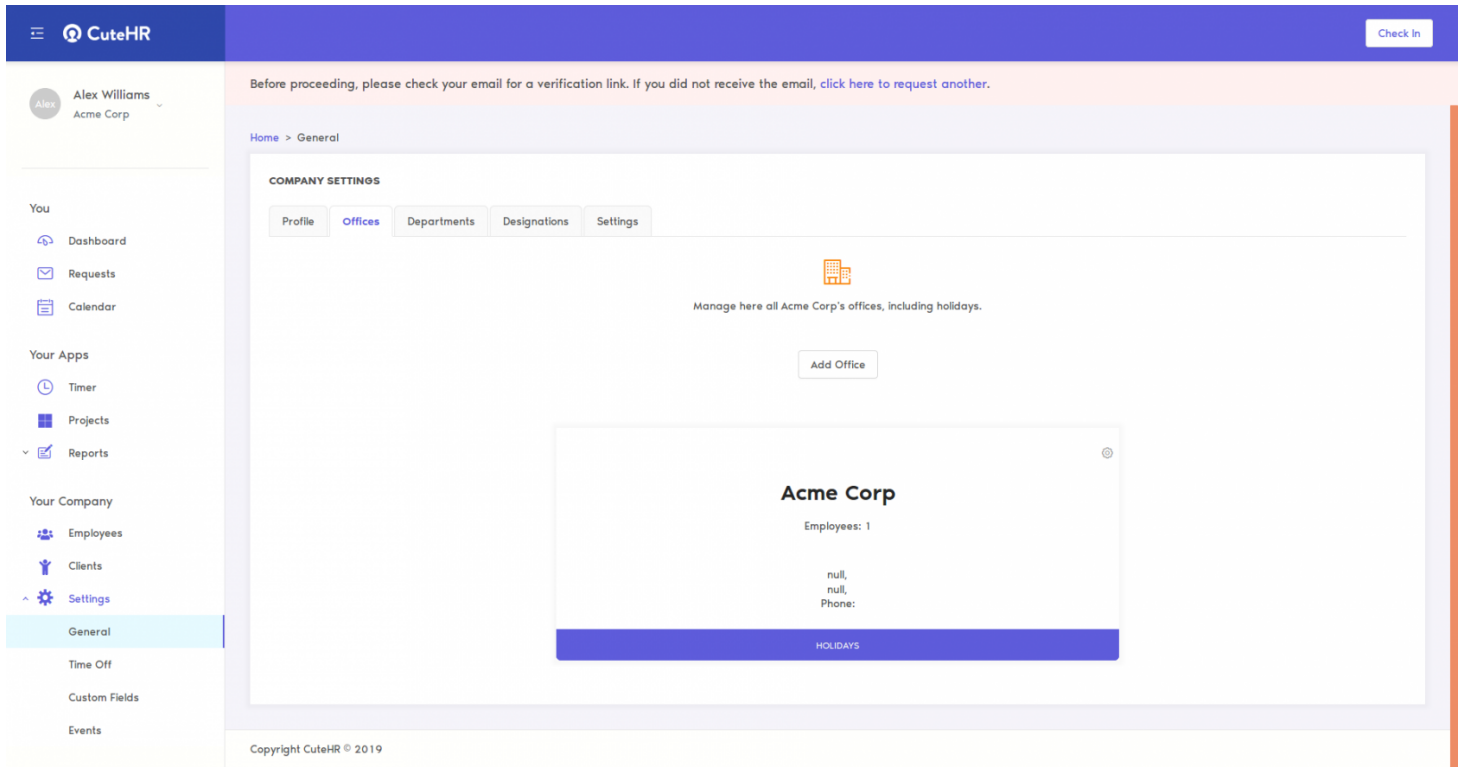 CuteHR
Check In
Alex
Alex Williams
Acme Corp
Before proceeding, please check your email for a verification link. If you did not receive the email, click here to request another.
You
Dashboard
Requests
Calendar
Your Apps
Timer
Projects
Reports
Your Company
Employees
Clients
Settings
General
Time Off
Custom Fields
Events
Home > General
COMPANY SETTINGS
Profile Offices Departments Designations Settings
Manage here all Acme Corp's offices, including holidays.
Add Office
Acme Corp
Employees: 1
null,
null,
Phone:
HOLIDAYS
Copyright CuteHR © 2019